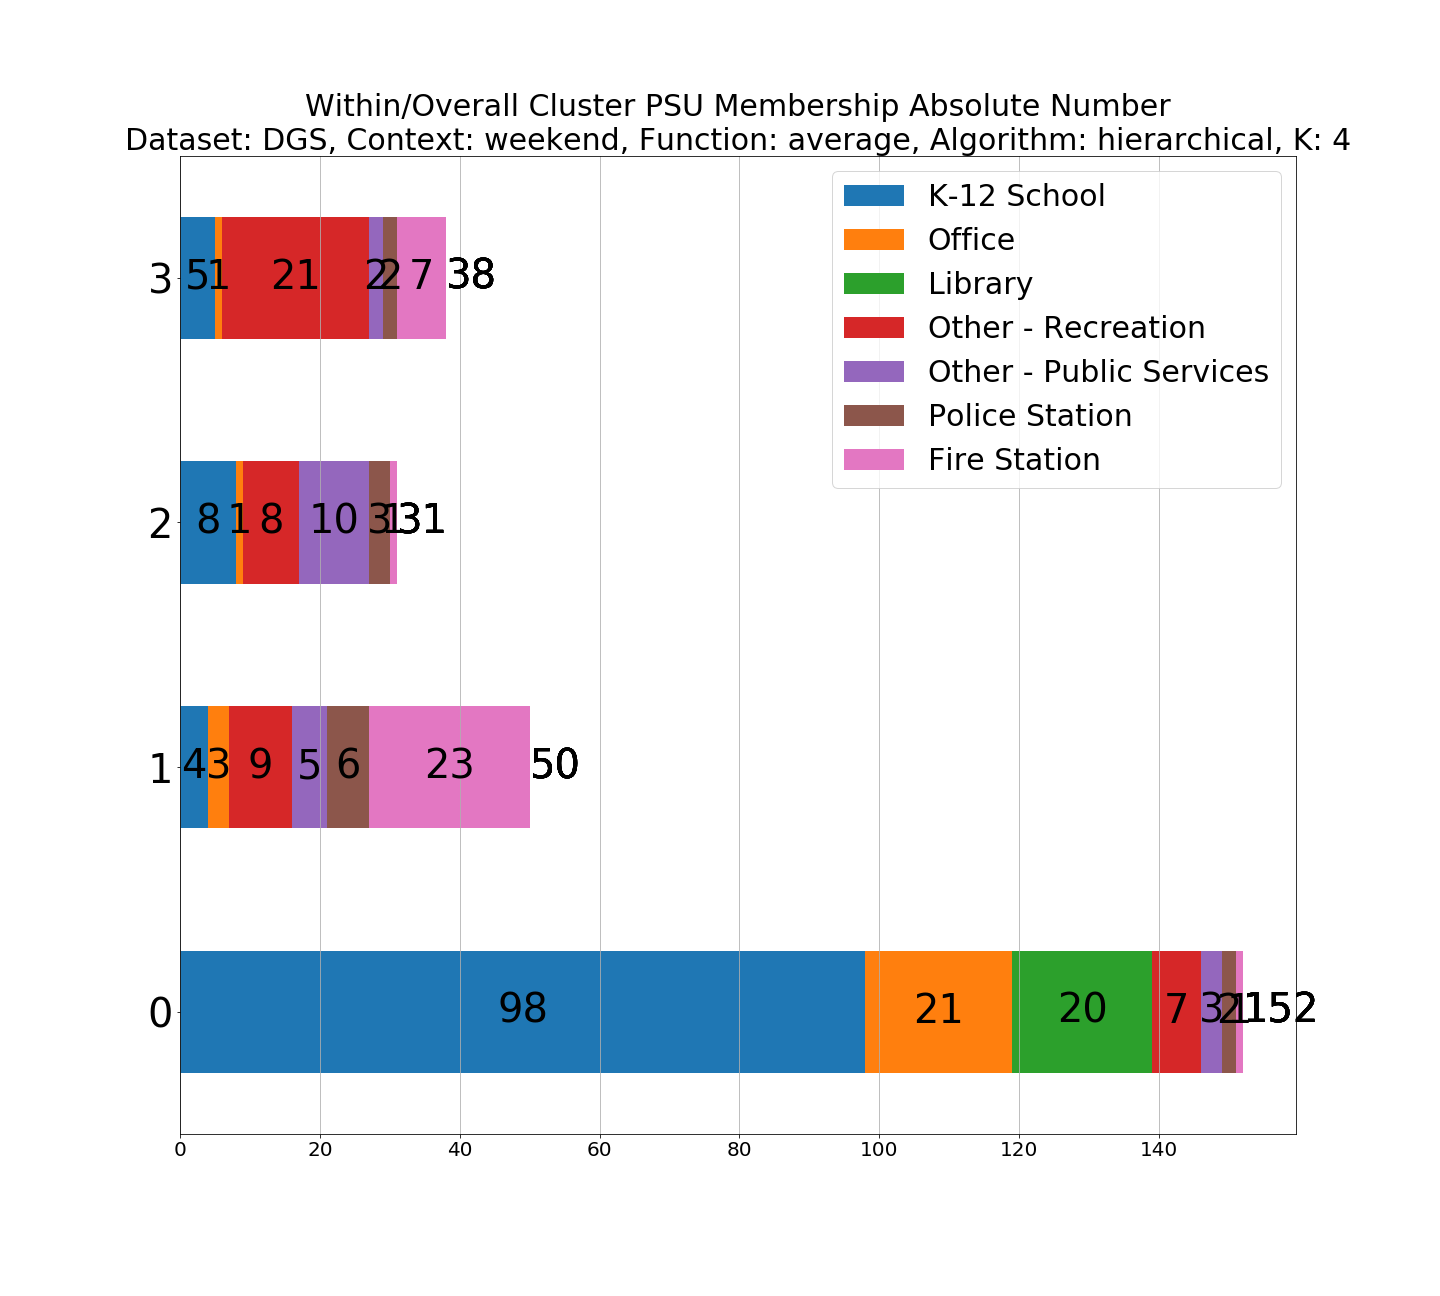 Within/Overall Cluster PSU Membership Absolute Number
Dataset: DGS, Context: weekend, Function: average, Algorithm: hierarchical, K: 4
K-12 School
Office
Library
Other - Recreation
Other - Public Services
Police Station
Fire Station
3 5 1 21 2 2 7 38
2 8 1 8 10 3 1 31
1 4 3 9 5 6 23 50
0 98 21 20 7 3 2 1 152
0 20 40 60 80 100 120 140